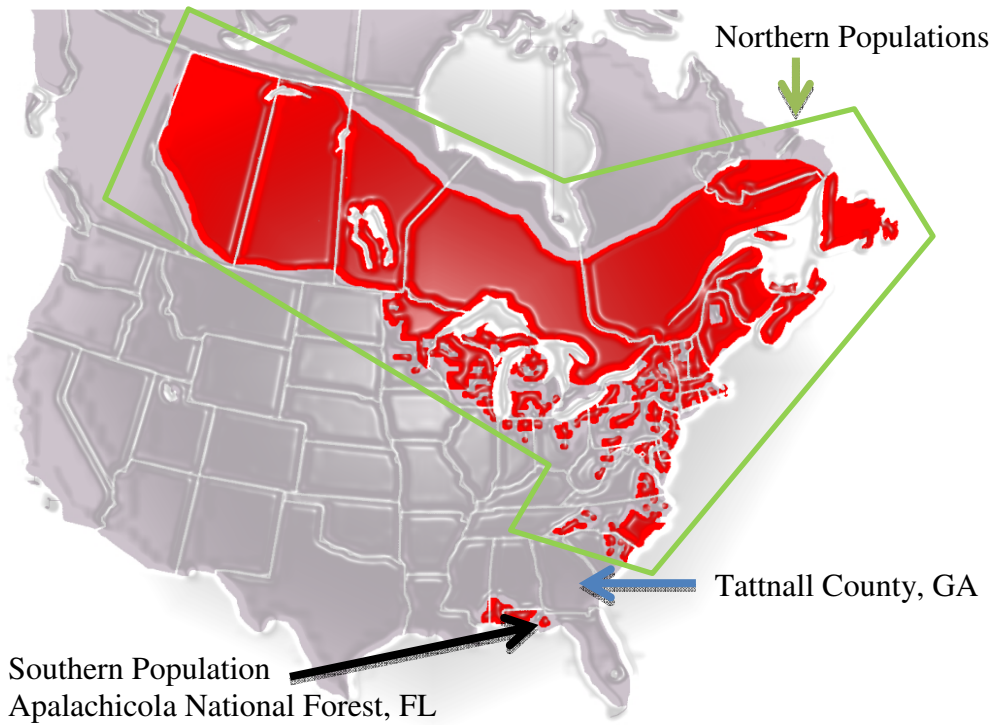 Northern Populations
Tattnall County, GA
Southern Population
Apalachicola National Forest, FL